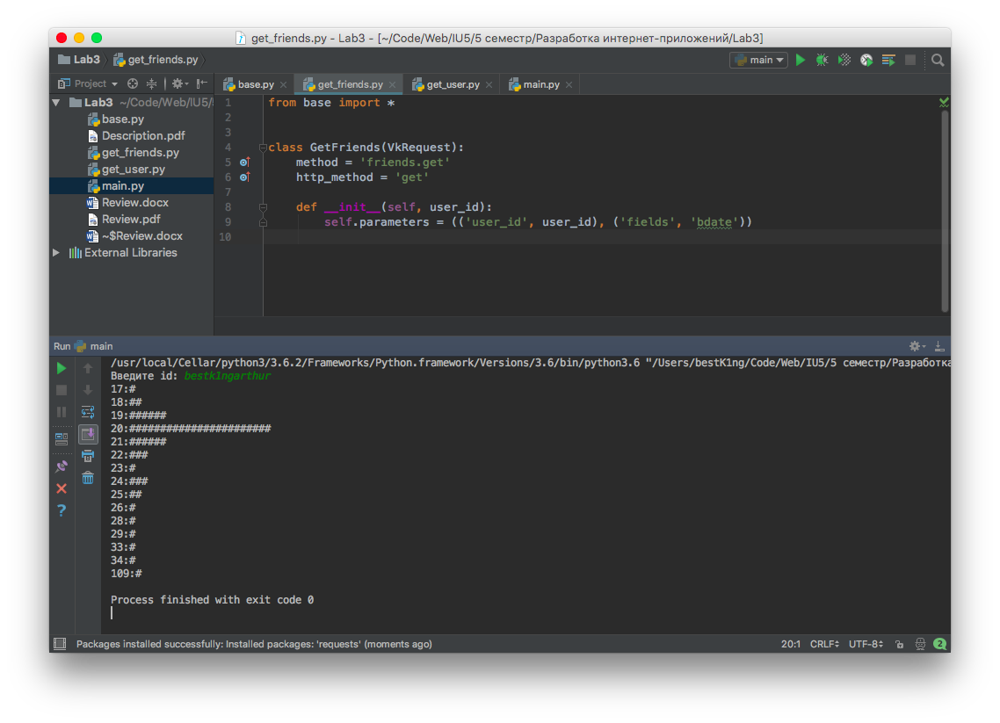 get_friends.py - Lab3 - [~/Code/Web/IU5/5 семестр/Разработка интернет-приложений/Lab3]
Lab3 get_friends.py main
Project base.py get_friends.py get_user.py main.py
Lab3 ~/Code/Web/IU5/
base.py
Description.pdf
get_friends.py
get_user.py
main.py
Review.docx
Review.pdf
~$Review.docx
External Libraries
1 from base import *
2
3
4 class GetFriends(VkRequest):
5     method = 'friends.get'
6     http_method = 'get'
7
8     def __init__(self, user_id):
9         self.parameters = (('user_id', user_id), ('fields', 'bdate'))
10
Run main
/usr/local/Cellar/python3/3.6.2/Frameworks/Python.framework/Versions/3.6/bin/python3.6 "/Users/bestK1ng/Code/Web/IU5/5 семестр/Разработка
Введите id: bestk1ngarthur
17:#
18:##
19:######
20:#######################
21:######
22:###
23:#
24:###
25:##
26:#
28:#
29:#
33:#
34:#
109:#
Process finished with exit code 0
Packages installed successfully: Installed packages: 'requests' (moments ago) 20:1 CRLF UTF-8 2